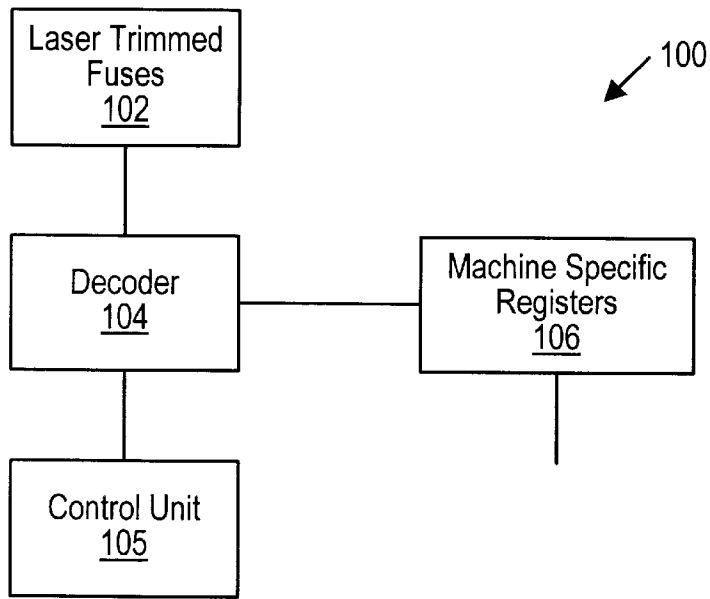 Laser Trimmed
Fuses
102
100
Decoder
104
Machine Specific
Registers
106
Control Unit
105